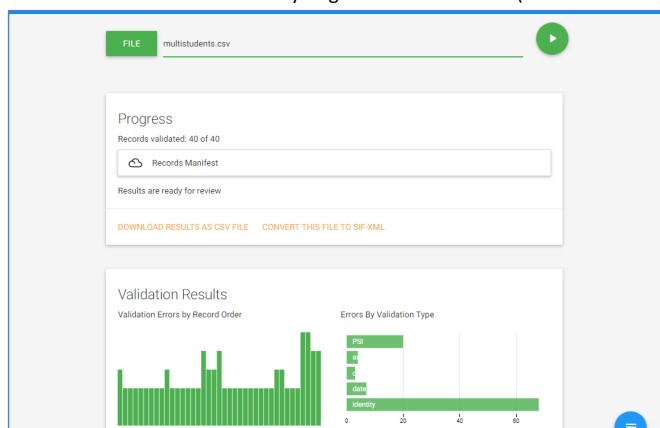 FILE multistudents.csv
Progress
Records validated: 40 of 40
Records Manifest
Results are ready for review
DOWNLOAD RESULTS AS CSV FILE CONVERT THIS FILE TO SIF-XML
Validation Results
Validation Errors by Record Order Errors By Validation Type
PSI
date
identity
0 20 40 60